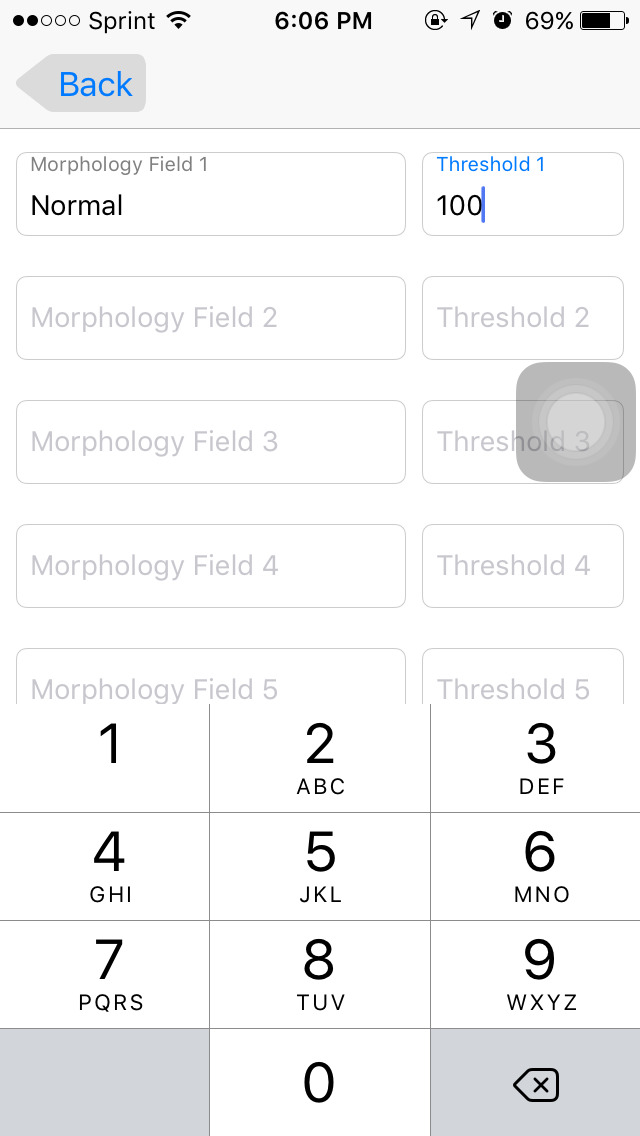 Sprint 6:06 PM 69%
Back
Morphology Field 1 Threshold 1
Normal 100
Morphology Field 2 Threshold 2
Morphology Field 3 Threshold 3
Morphology Field 4 Threshold 4
Morphology Field 5 Threshold 5
1 2 3
ABC DEF
4 5 6
GHI JKL MNO
7 8 9
PQRS TUV WXYZ
0